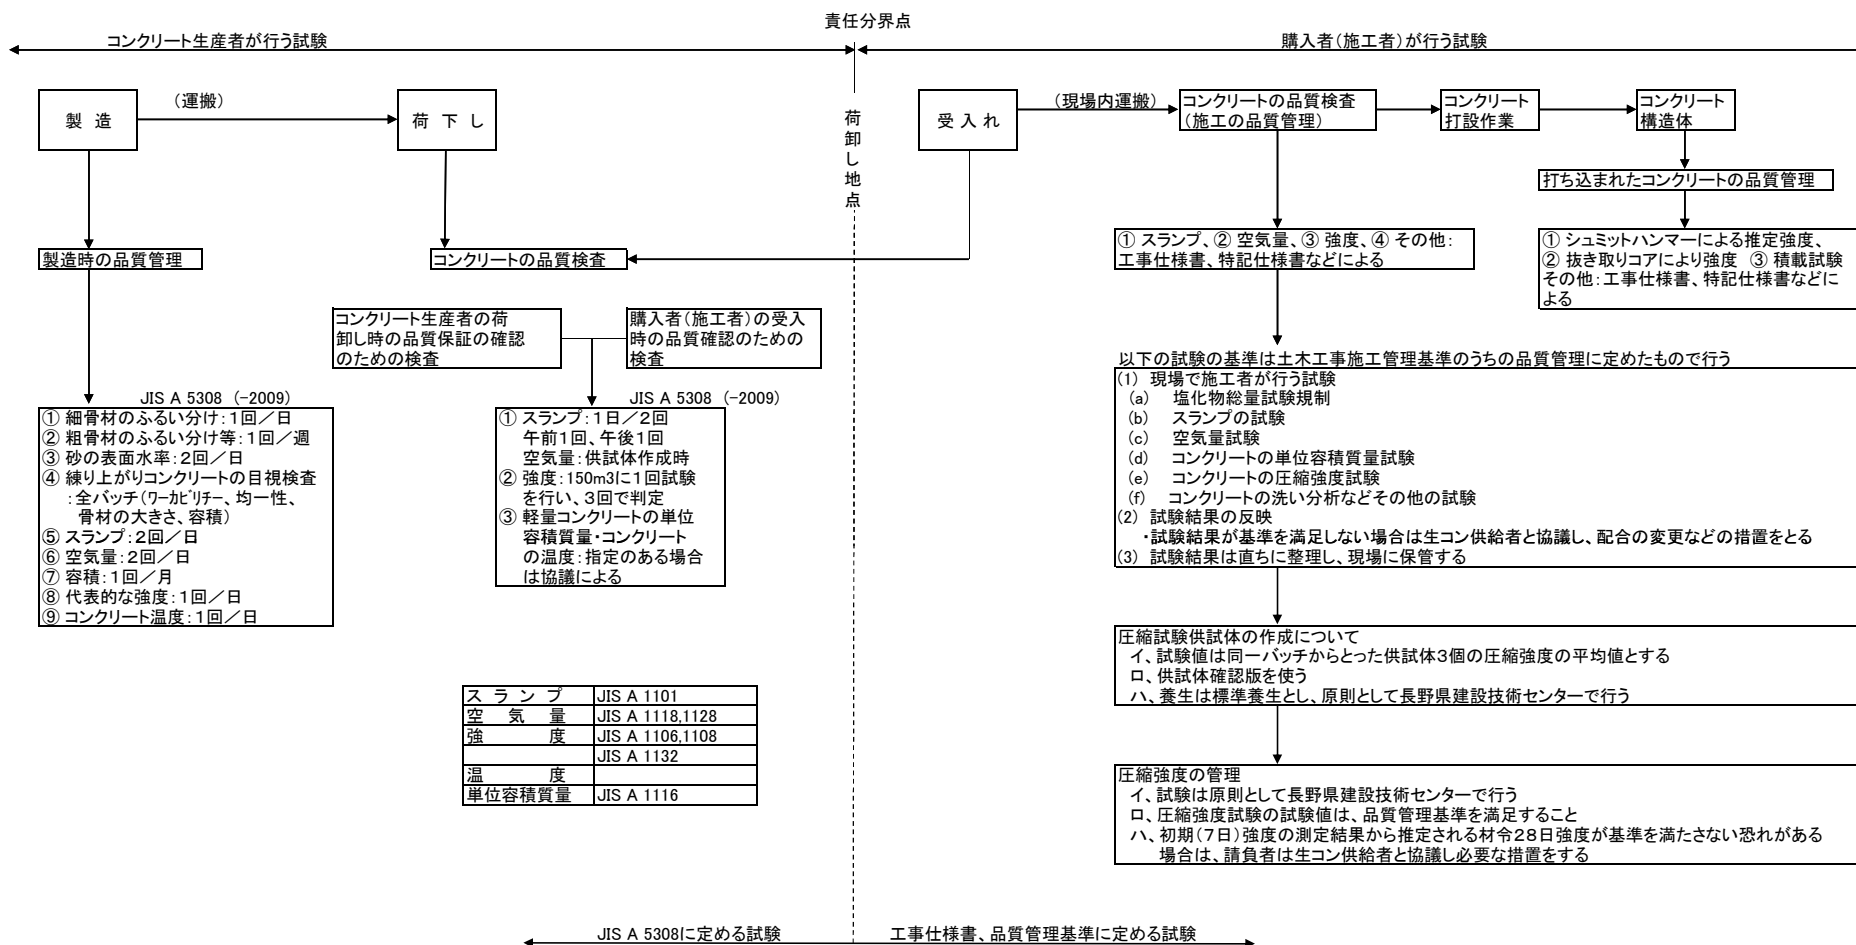 責任分界点
コンクリート生産者が行う試験
購入者(施工者)が行う試験
製 造
(運搬)
荷 下 し
荷卸し地点
受 入 れ
(現場内運搬)
コンクリートの品質検査
(施工の品質管理)
コンクリート
打設作業
コンクリート
構造体
打ち込まれたコンクリートの品質管理
製造時の品質管理
コンクリートの品質検査
① スランプ、② 空気量、③ 強度、④ その他:
工事仕様書、特記仕様書などによる
① シュミットハンマーによる推定強度、
② 抜き取りコアにより強度 ③ 積載試験
その他:工事仕様書、特記仕様書などに
よる
コンクリート生産者の荷
卸し時の品質保証の確認
のための検査
購入者(施工者)の受入
時の品質確認のための
検査
JIS A 5308 (-2009)
① 細骨材のふるい分け:1回/日
② 粗骨材のふるい分け等:1回/週
③ 砂の表面水率:2回/日
④ 練り上がりコンクリートの目視検査
:全バッチ(ワーカビリチー、均一性、
骨材の大きさ、容積)
⑤ スランプ:2回/日
⑥ 空気量:2回/日
⑦ 容積:1回/月
⑧ 代表的な強度:1回/日
⑨ コンクリート温度:1回/日
JIS A 5308 (-2009)
① スランプ:1日/2回
午前1回、午後1回
空気量:供試体作成時
② 強度:150m3に1回試験
を行い、3回で判定
③ 軽量コンクリートの単位
容積質量・コンクリート
の温度:指定のある場合
は協議による
以下の試験の基準は土木工事施工管理基準のうちの品質管理に定めたもので行う
(1) 現場で施工者が行う試験
(a) 塩化物総量試験規制
(b) スランプの試験
(c) 空気量試験
(d) コンクリートの単位容積質量試験
(e) コンクリートの圧縮強度試験
(f) コンクリートの洗い分析などその他の試験
(2) 試験結果の反映
・試験結果が基準を満足しない場合は生コン供給者と協議し、配合の変更などの措置をとる
(3) 試験結果は直ちに整理し、現場に保管する
圧縮試験供試体の作成について
イ、試験値は同一バッチからとった供試体3個の圧縮強度の平均値とする
ロ、供試体確認版を使う
ハ、養生は標準養生とし、原則として長野県建設技術センターで行う
ス ラ ン プ JIS A 1101
空 気 量 JIS A 1118,1128
強 度 JIS A 1106,1108
JIS A 1132
温 度
単位容積質量 JIS A 1116
圧縮強度の管理
イ、試験は原則として長野県建設技術センターで行う
ロ、圧縮強度試験の試験値は、品質管理基準を満足すること
ハ、初期(7日)強度の測定結果から推定される材令28日強度が基準を満たさない恐れがある
場合は、請負者は生コン供給者と協議し必要な措置をする
JIS A 5308に定める試験
工事仕様書、品質管理基準に定める試験